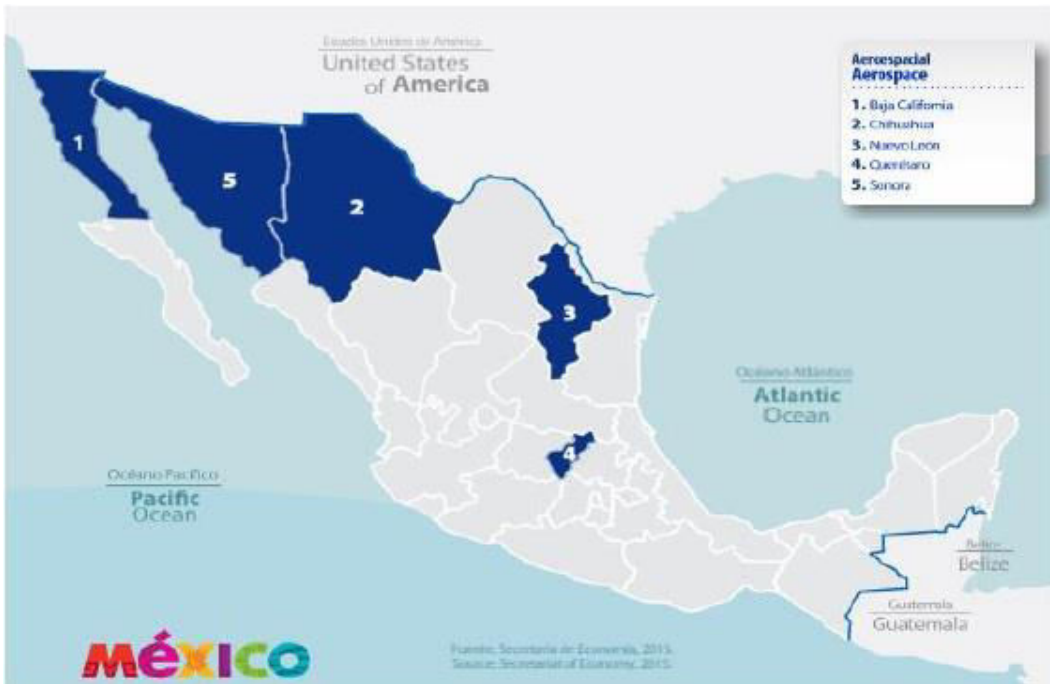 Estados Unidos de América
United States
of America
Aeroespacial
Aerospace
1. Baja California
2. Chihuahua
3. Nuevo León
4. Querétaro
5. Sonora
1
5
2
3
4
Océano Atlántico
Atlantic
Ocean
Océano Pacífico
Pacific
Ocean
Belice
Belize
Guatemala
Guatemala
MéXICO
Fuente: Secretaría de Economía, 2015.
Source: Secretariat of Economy, 2015.